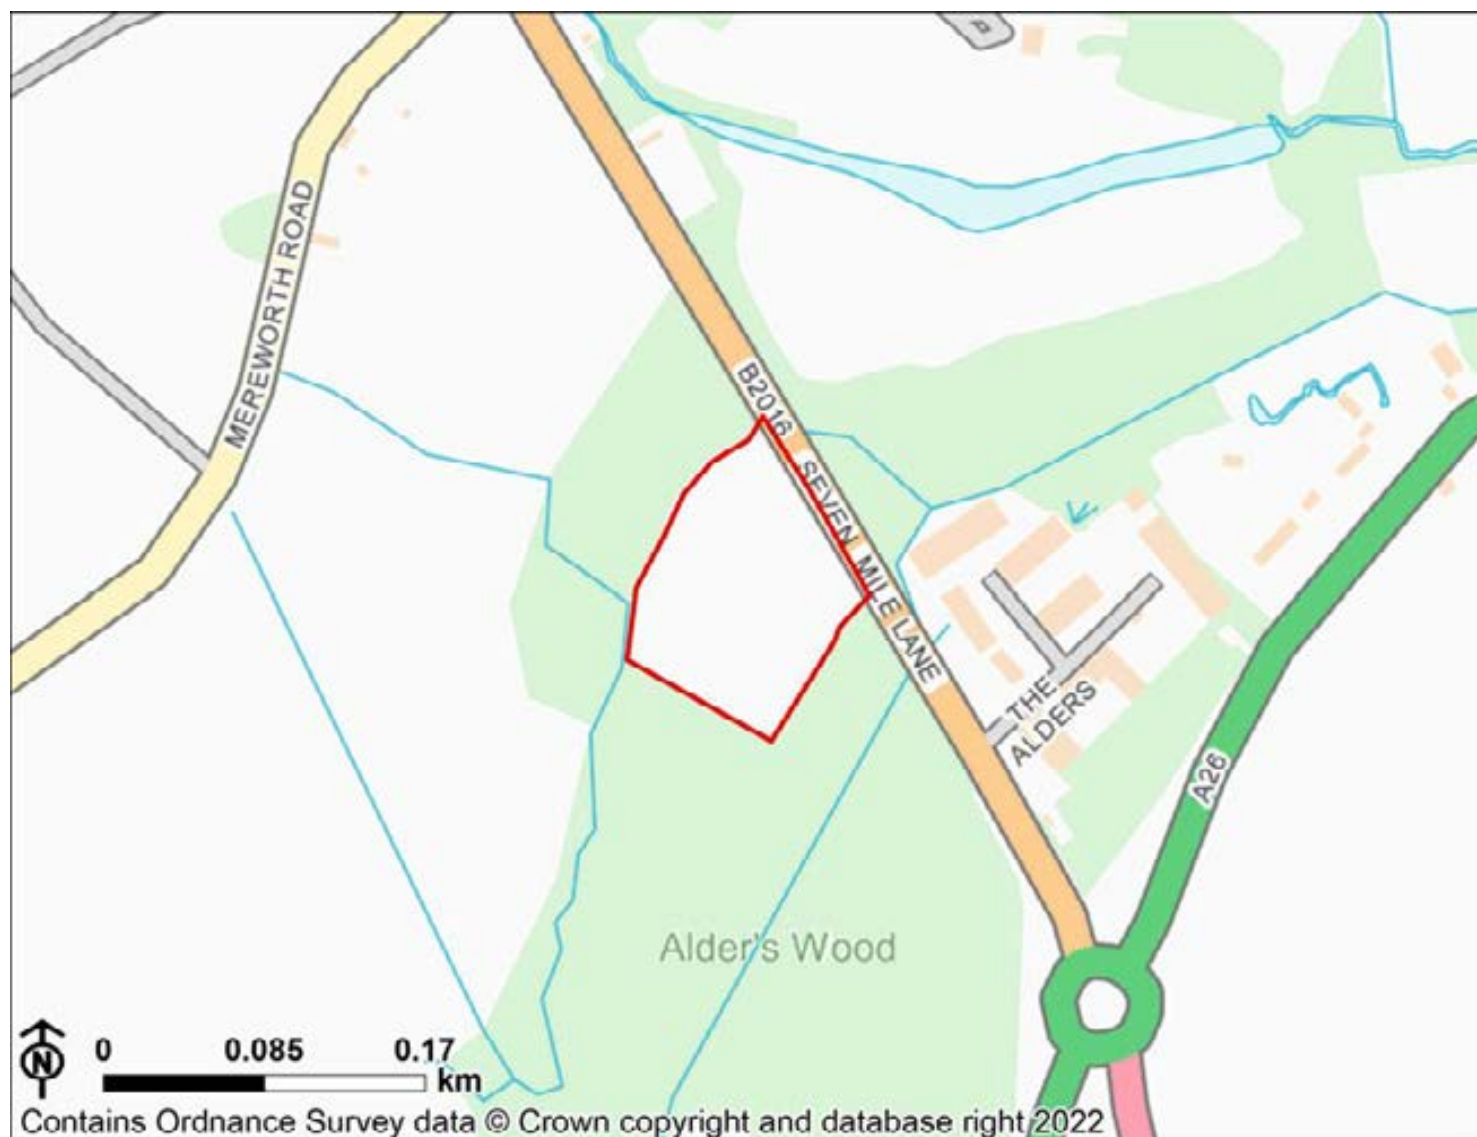 MEREWORTH ROAD
B2016 SEVEN MILE LANE
THE
ALDERS
A26
Alder's Wood
N
0 0.085 0.17
km
Contains Ordnance Survey data © Crown copyright and database right 2022